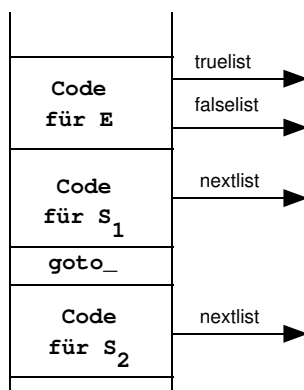 truelist
Code
für E
falselist
Code
für S1
nextlist
goto_
Code
für S2
nextlist